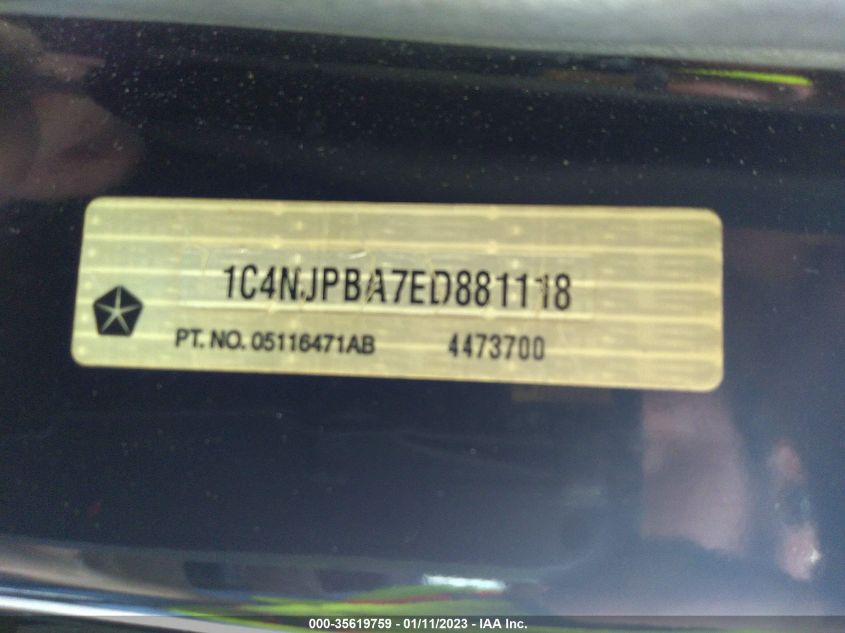 1C4NJPBA7ED881118
PT. NO. 05116471AB 4473700
000-35619759 - 01/11/2023 - IAA Inc.